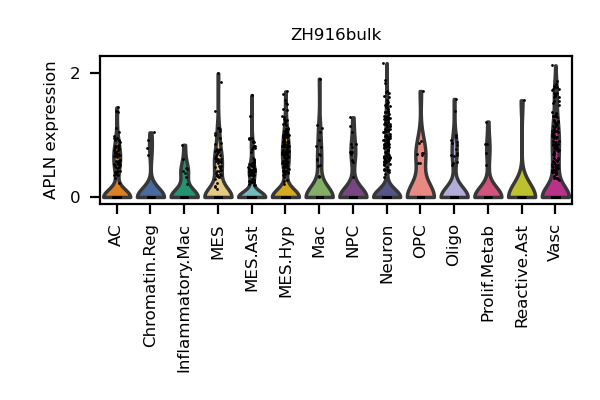 ZH916bulk
APLN expression
2
0
AC
Chromatin.Reg
Inflammatory.Mac
MES
MES.Ast
MES.Hyp
Mac
NPC
Neuron
OPC
Oligo
Prolif.Metab
Reactive.Ast
Vasc